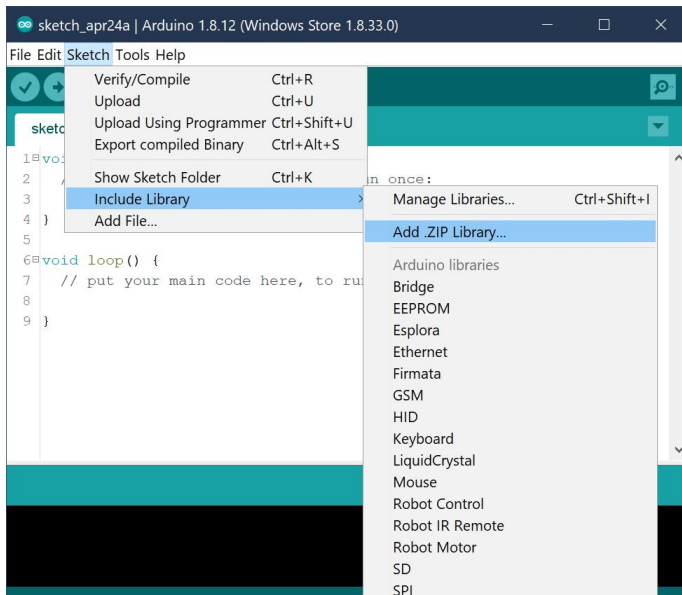 sketch_apr24a | Arduino 1.8.12 (Windows Store 1.8.33.0)
File Edit Sketch Tools Help
Verify/Compile Ctrl+R
Upload Ctrl+U
Upload Using Programmer Ctrl+Shift+U
Export compiled Binary Ctrl+Alt+S
Show Sketch Folder Ctrl+K
Include Library
Add File...
sketc
1 voi
2 / n once:
3
4 }
5
6 void loop() {
7 // put your main code here, to ru
8
9 }
Manage Libraries... Ctrl+Shift+I
Add .ZIP Library...
Arduino libraries
Bridge
EEPROM
Esplora
Ethernet
Firmata
GSM
HID
Keyboard
LiquidCrystal
Mouse
Robot Control
Robot IR Remote
Robot Motor
SD
SPI